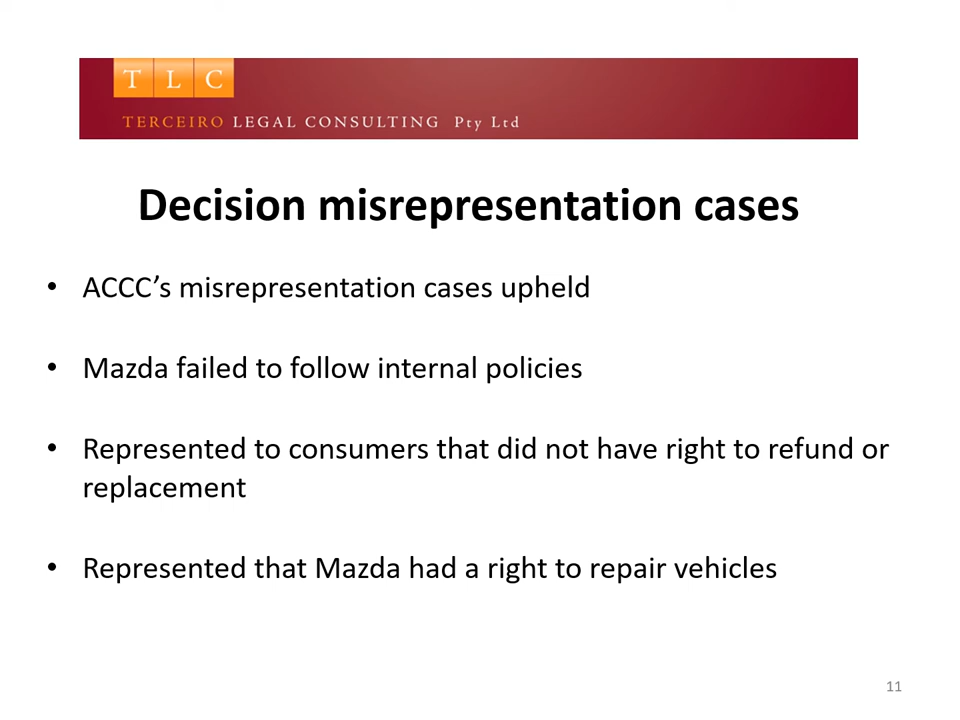 T L C
TERCEIRO LEGAL CONSULTING Pty Ltd
Decision misrepresentation cases
• ACCC’s misrepresentation cases upheld
• Mazda failed to follow internal policies
• Represented to consumers that did not have right to refund or
replacement
• Represented that Mazda had a right to repair vehicles
11